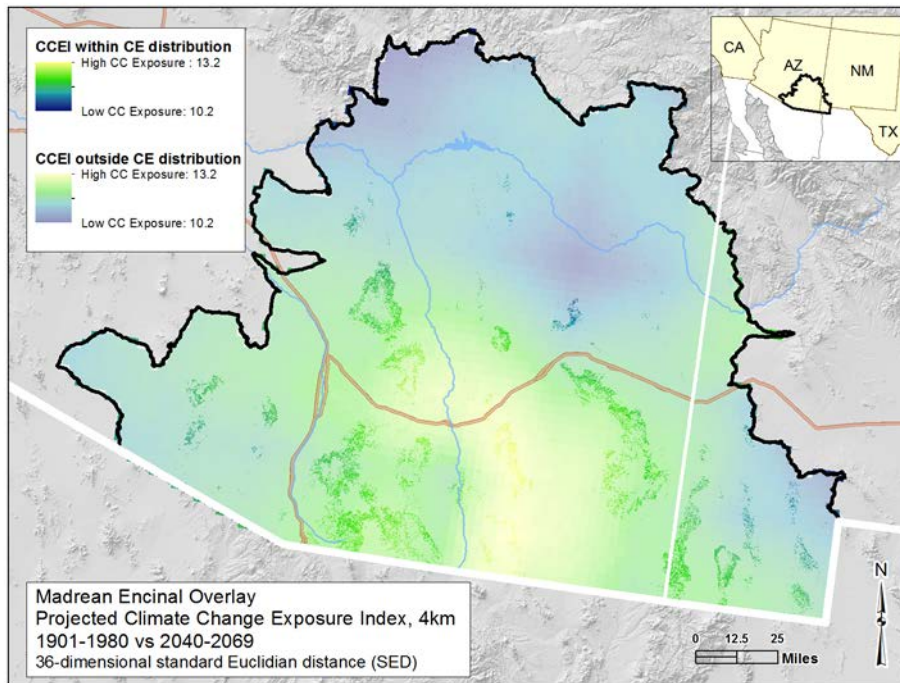 CCEI within CE distribution
High CC Exposure : 13.2
Low CC Exposure: 10.2
CCEI outside CE distribution
High CC Exposure: 13.2
Low CC Exposure: 10.2
CA
AZ
NM
TX
Madrean Encinal Overlay
Projected Climate Change Exposure Index, 4km
1901-1980 vs 2040-2069
36-dimensional standard Euclidian distance (SED)
N
0 12.5 25
Miles